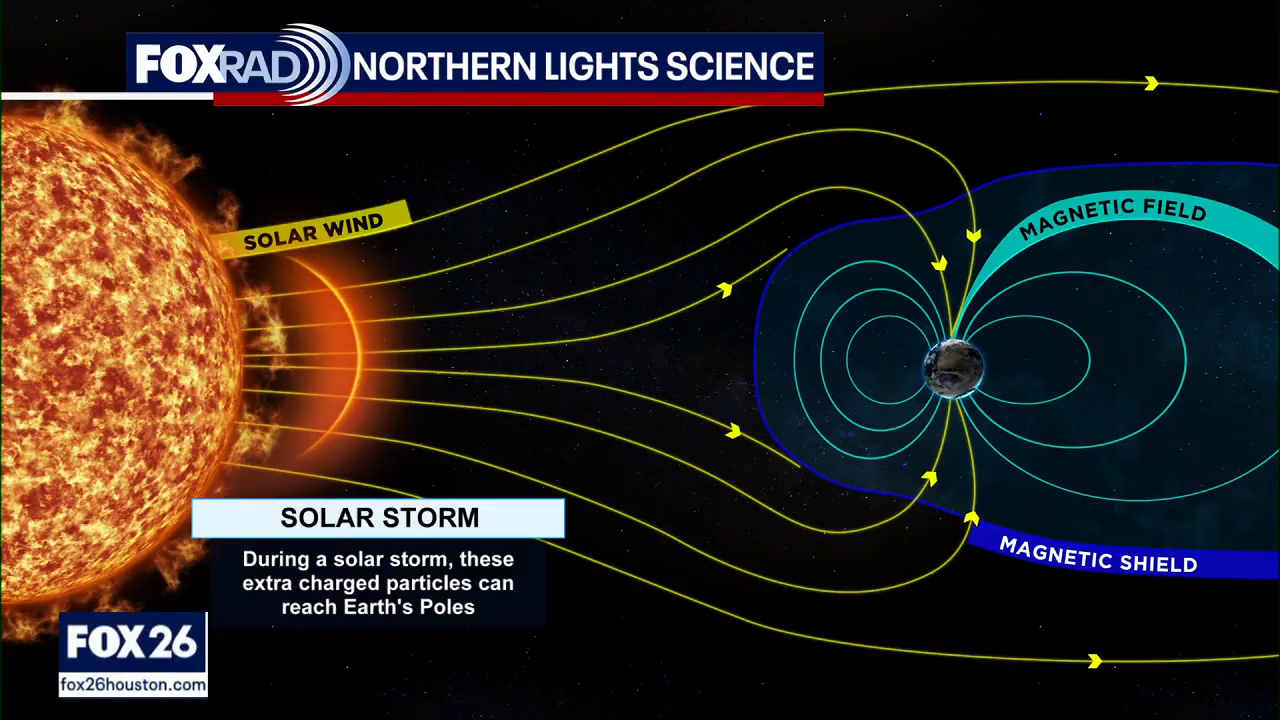 FOXRAD NORTHERN LIGHTS SCIENCE
SOLAR WIND
MAGNETIC FIELD
SOLAR STORM
During a solar storm, these
extra charged particles can
reach Earth's Poles
MAGNETIC SHIELD
FOX 26
fox26houston.com